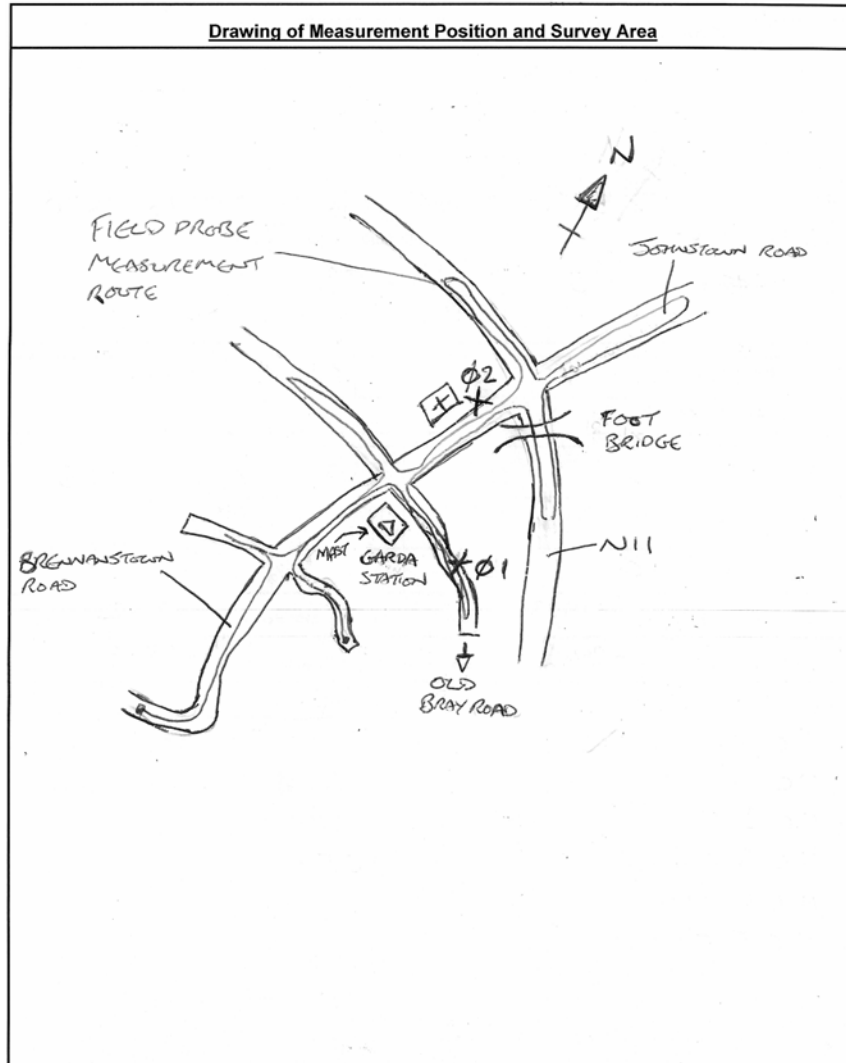 Drawing of Measurement Position and Survey Area
N
FIELD PROBE
MEASUREMENT
ROUTE
JOHNSTOWN ROAD
Ø2
FOOT
BRIDGE
MAST
GARDA
STATION
Ø1
N11
BRENNANSTOWN
ROAD
OLD
BRAY ROAD